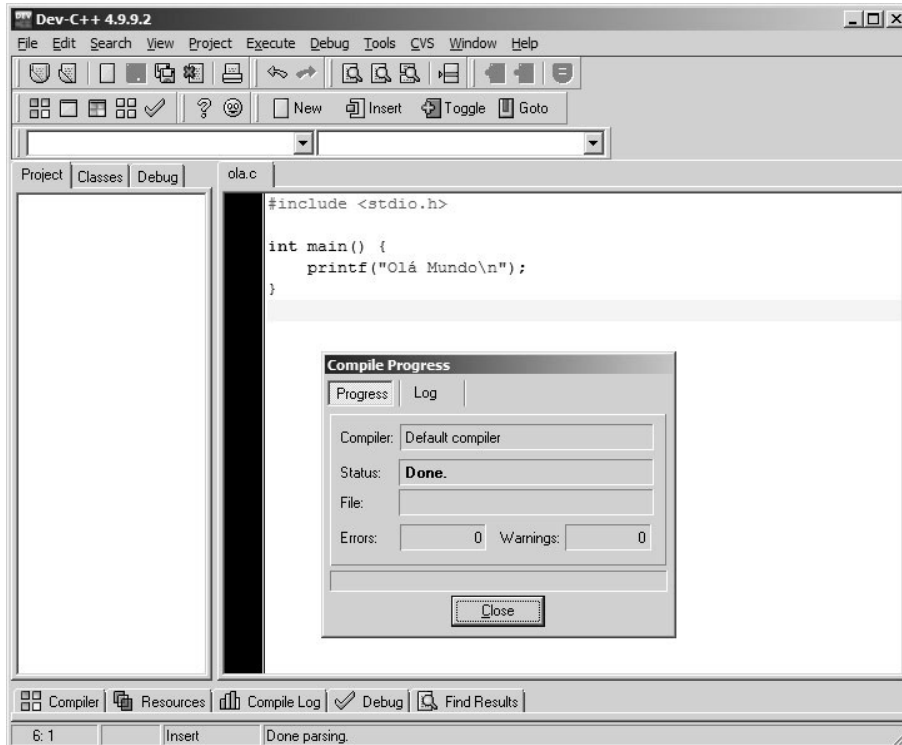 Dev-C++ 4.9.9.2
File Edit Search View Project Execute Debug Tools CVS Window Help
New Insert Toggle Goto
Project Classes Debug
ola.c
#include <stdio.h>
int main() {
printf("Olá Mundo\n");
}
Compile Progress
Progress Log
Compiler: Default compiler
Status: Done.
File:
Errors: 0 Warnings: 0
Close
Compiler Resources Compile Log Debug Find Results
6: 1 Insert Done parsing.